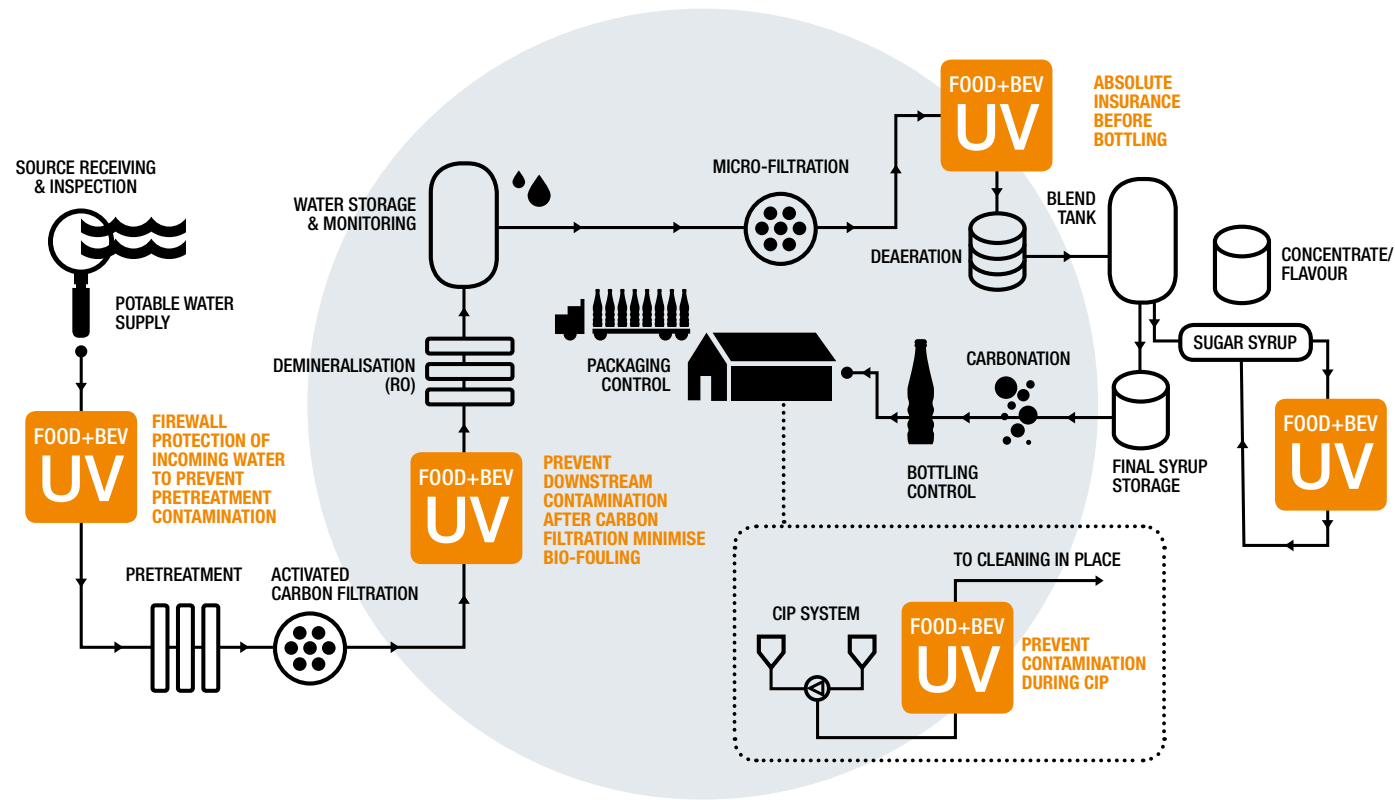 SOURCE RECEIVING
& INSPECTION
POTABLE WATER
SUPPLY
FOOD+BEV
UV
FIREWALL
PROTECTION OF
INCOMING WATER
TO PREVENT
PRETREATMENT
CONTAMINATION
PRETREATMENT
ACTIVATED
CARBON FILTRATION
FOOD+BEV
UV
PREVENT
DOWNSTREAM
CONTAMINATION
AFTER CARBON
FILTRATION MINIMISE
BIO-FOULING
DEMINERALISATION
(RO)
WATER STORAGE
& MONITORING
MICRO-FILTRATION
FOOD+BEV
UV
ABSOLUTE
INSURANCE
BEFORE
BOTTLING
DEAERATION
BLEND
TANK
CONCENTRATE/
FLAVOUR
SUGAR SYRUP
FOOD+BEV
UV
FINAL SYRUP
STORAGE
CARBONATION
BOTTLING
CONTROL
PACKAGING
CONTROL
TO CLEANING IN PLACE
CIP SYSTEM
FOOD+BEV
UV
PREVENT
CONTAMINATION
DURING CIP